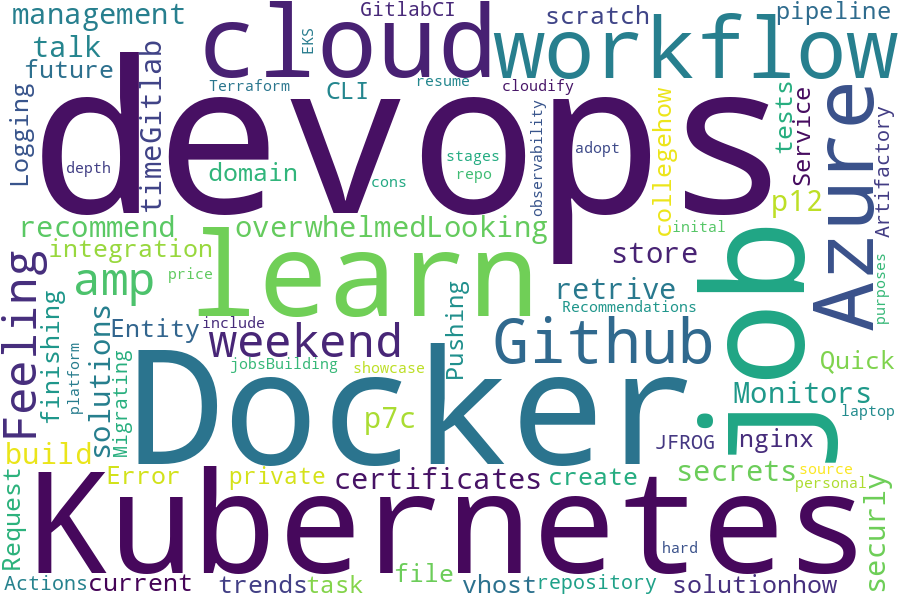 management
cloud
GitlabCI
scratch
pipeline
talk
EKS
workflow
future
timeGitlab
Terraform
CLI
resume
cloudify
Logging
devops
observability
collegehow
tests
Service
Azure
Artifactory
depth
domain
stages
repo
cons
adopt
p12
recommend
overwhelmedLooking
inital
integration
learn
store
job
purposes
amp
price
retrive
Recommendations
Feeling
finishing
solutions
Entity
include
weekend
Pushing
Github
Quick
platform
Migrating
jobsBuilding
showcase
Monitors
laptop
Docker
p7c
JFROG
nginx
build
Error
private
certificates
create
secrets
source
personal
securly
Request
Kubernetes
hard
Actions
current
trends
task
file
vhost
repository
solutionhow